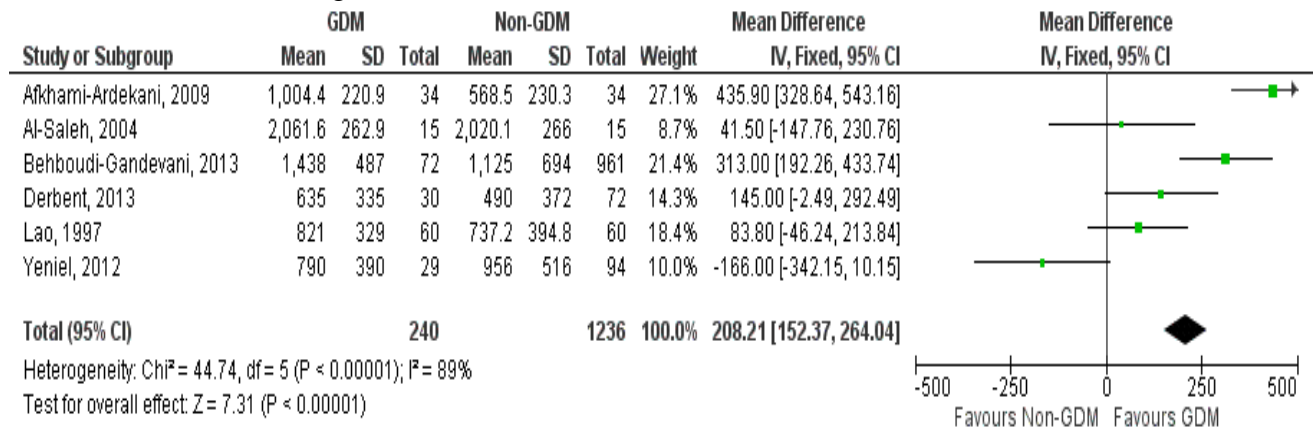 GDM Non-GDM Mean Difference Mean Difference
Study or Subgroup Mean SD Total Mean SD Total Weight IV, Fixed, 95% CI IV, Fixed, 95% CI
Afkhami-Ardekani, 2009 1,004.4 220.9 34 568.5 230.3 34 27.1% 435.90 [328.64, 543.16]
Al-Saleh, 2004 2,061.6 262.9 15 2,020.1 266 15 8.7% 41.50 [-147.76, 230.76]
Behboudi-Gandevani, 2013 1,438 487 72 1,125 694 961 21.4% 313.00 [192.26, 433.74]
Derbent, 2013 635 335 30 490 372 72 14.3% 145.00 [-2.49, 292.49]
Lao, 1997 821 329 60 737.2 394.8 60 18.4% 83.80 [-46.24, 213.84]
Yeniel, 2012 790 390 29 956 516 94 10.0% -166.00 [-342.15, 10.15]
Total (95% CI) 240 1236 100.0% 208.21 [152.37, 264.04]
Heterogeneity: Chi² = 44.74, df = 5 (P < 0.00001); I² = 89%
Test for overall effect: Z = 7.31 (P < 0.00001)
-500 -250 0 250 500
Favours Non-GDM Favours GDM